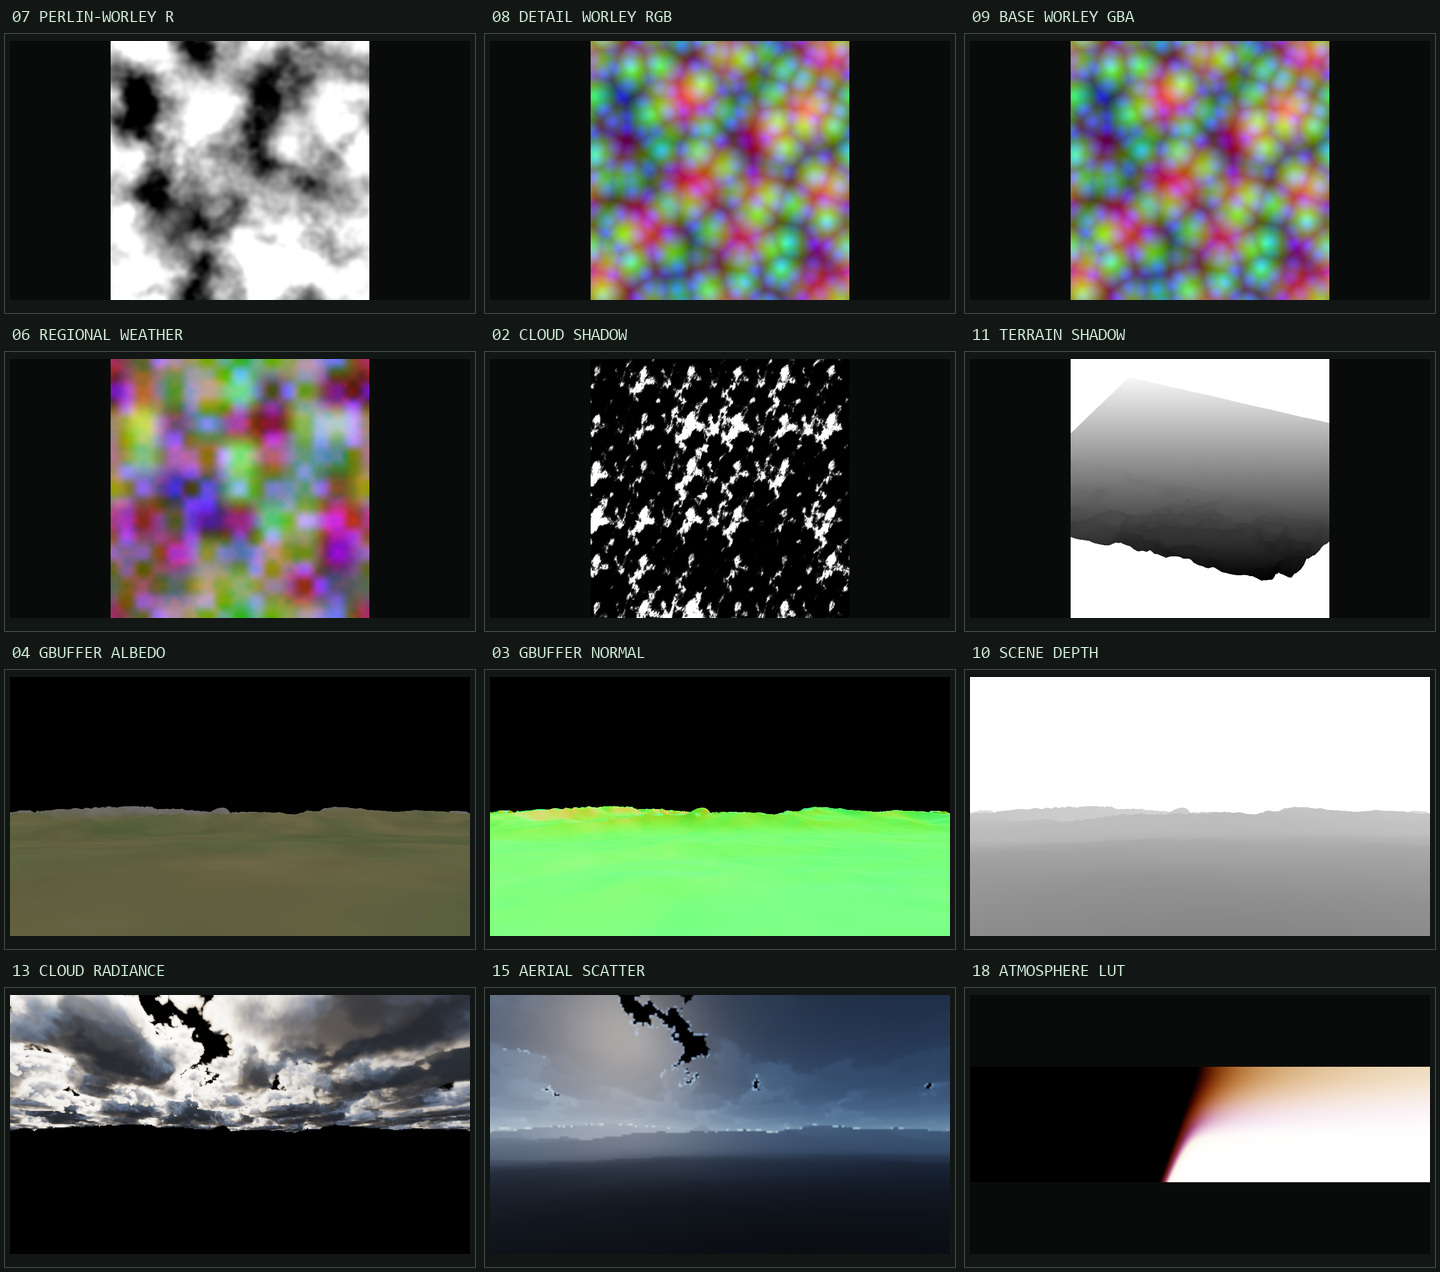 07 PERLIN-WORLEY R
08 DETAIL WORLEY RGB
09 BASE WORLEY GBA
06 REGIONAL WEATHER
02 CLOUD SHADOW
11 TERRAIN SHADOW
04 GBUFFER ALBEDO
03 GBUFFER NORMAL
10 SCENE DEPTH
13 CLOUD RADIANCE
15 AERIAL SCATTER
18 ATMOSPHERE LUT